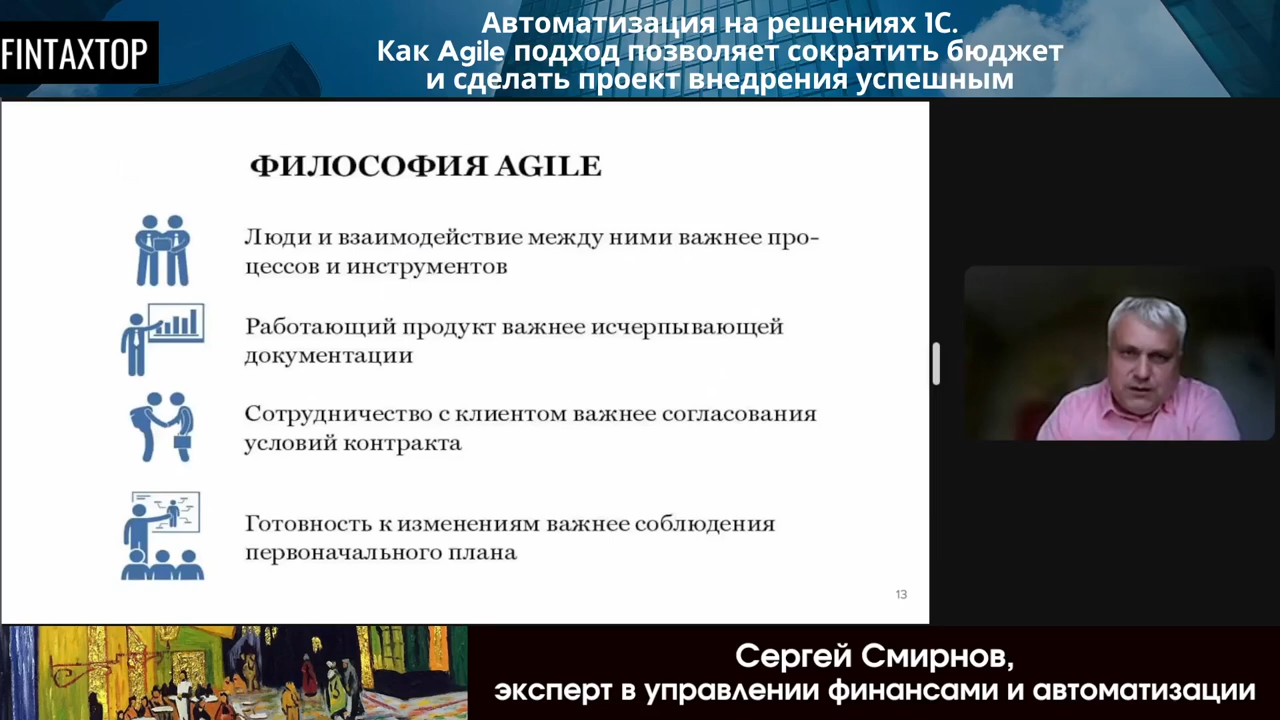 FINTAXTOP
Автоматизация на решениях 1С.
Как Agile подход позволяет сократить бюджет
и сделать проект внедрения успешным
ФИЛОСОФИЯ AGILE
Люди и взаимодействие между ними важнее про-
цессов и инструментов
Работающий продукт важнее исчерпывающей
документации
Сотрудничество с клиентом важнее согласования
условий контракта
Готовность к изменениям важнее соблюдения
первоначального плана
13
Сергей Смирнов,
эксперт в управлении финансами и автоматизации